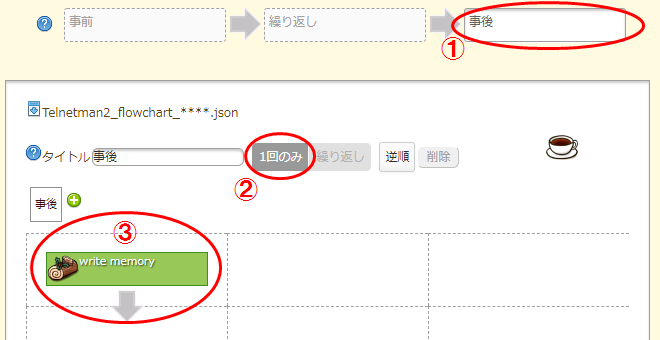 事前 繰り返し 事後
①
Telnetman2_flowchart_****.json
タイトル 事後 1回のみ 繰り返し 逆順 削除
②
事後
③
write memory